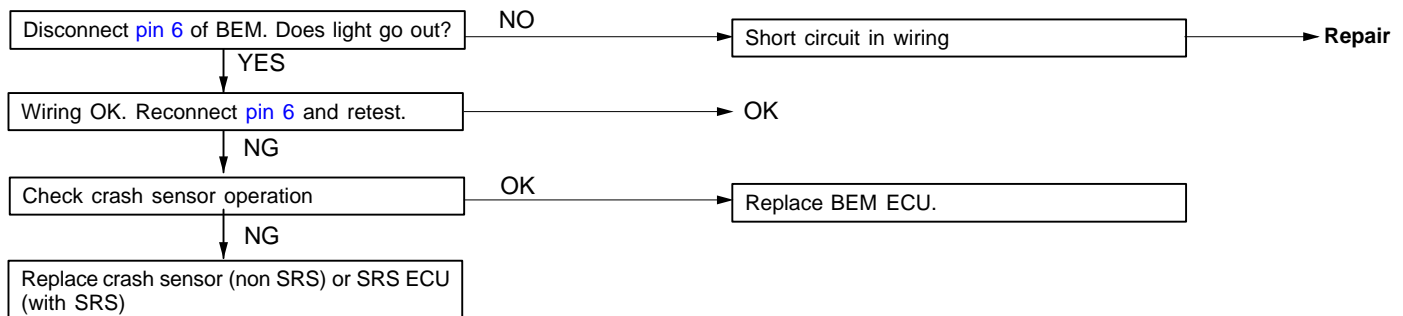 Disconnect pin 6 of BEM. Does light go out?
NO
Short circuit in wiring
Repair
YES
Wiring OK. Reconnect pin 6 and retest.
OK
NG
Check crash sensor operation
OK
Replace BEM ECU.
NG
Replace crash sensor (non SRS) or SRS ECU
(with SRS)